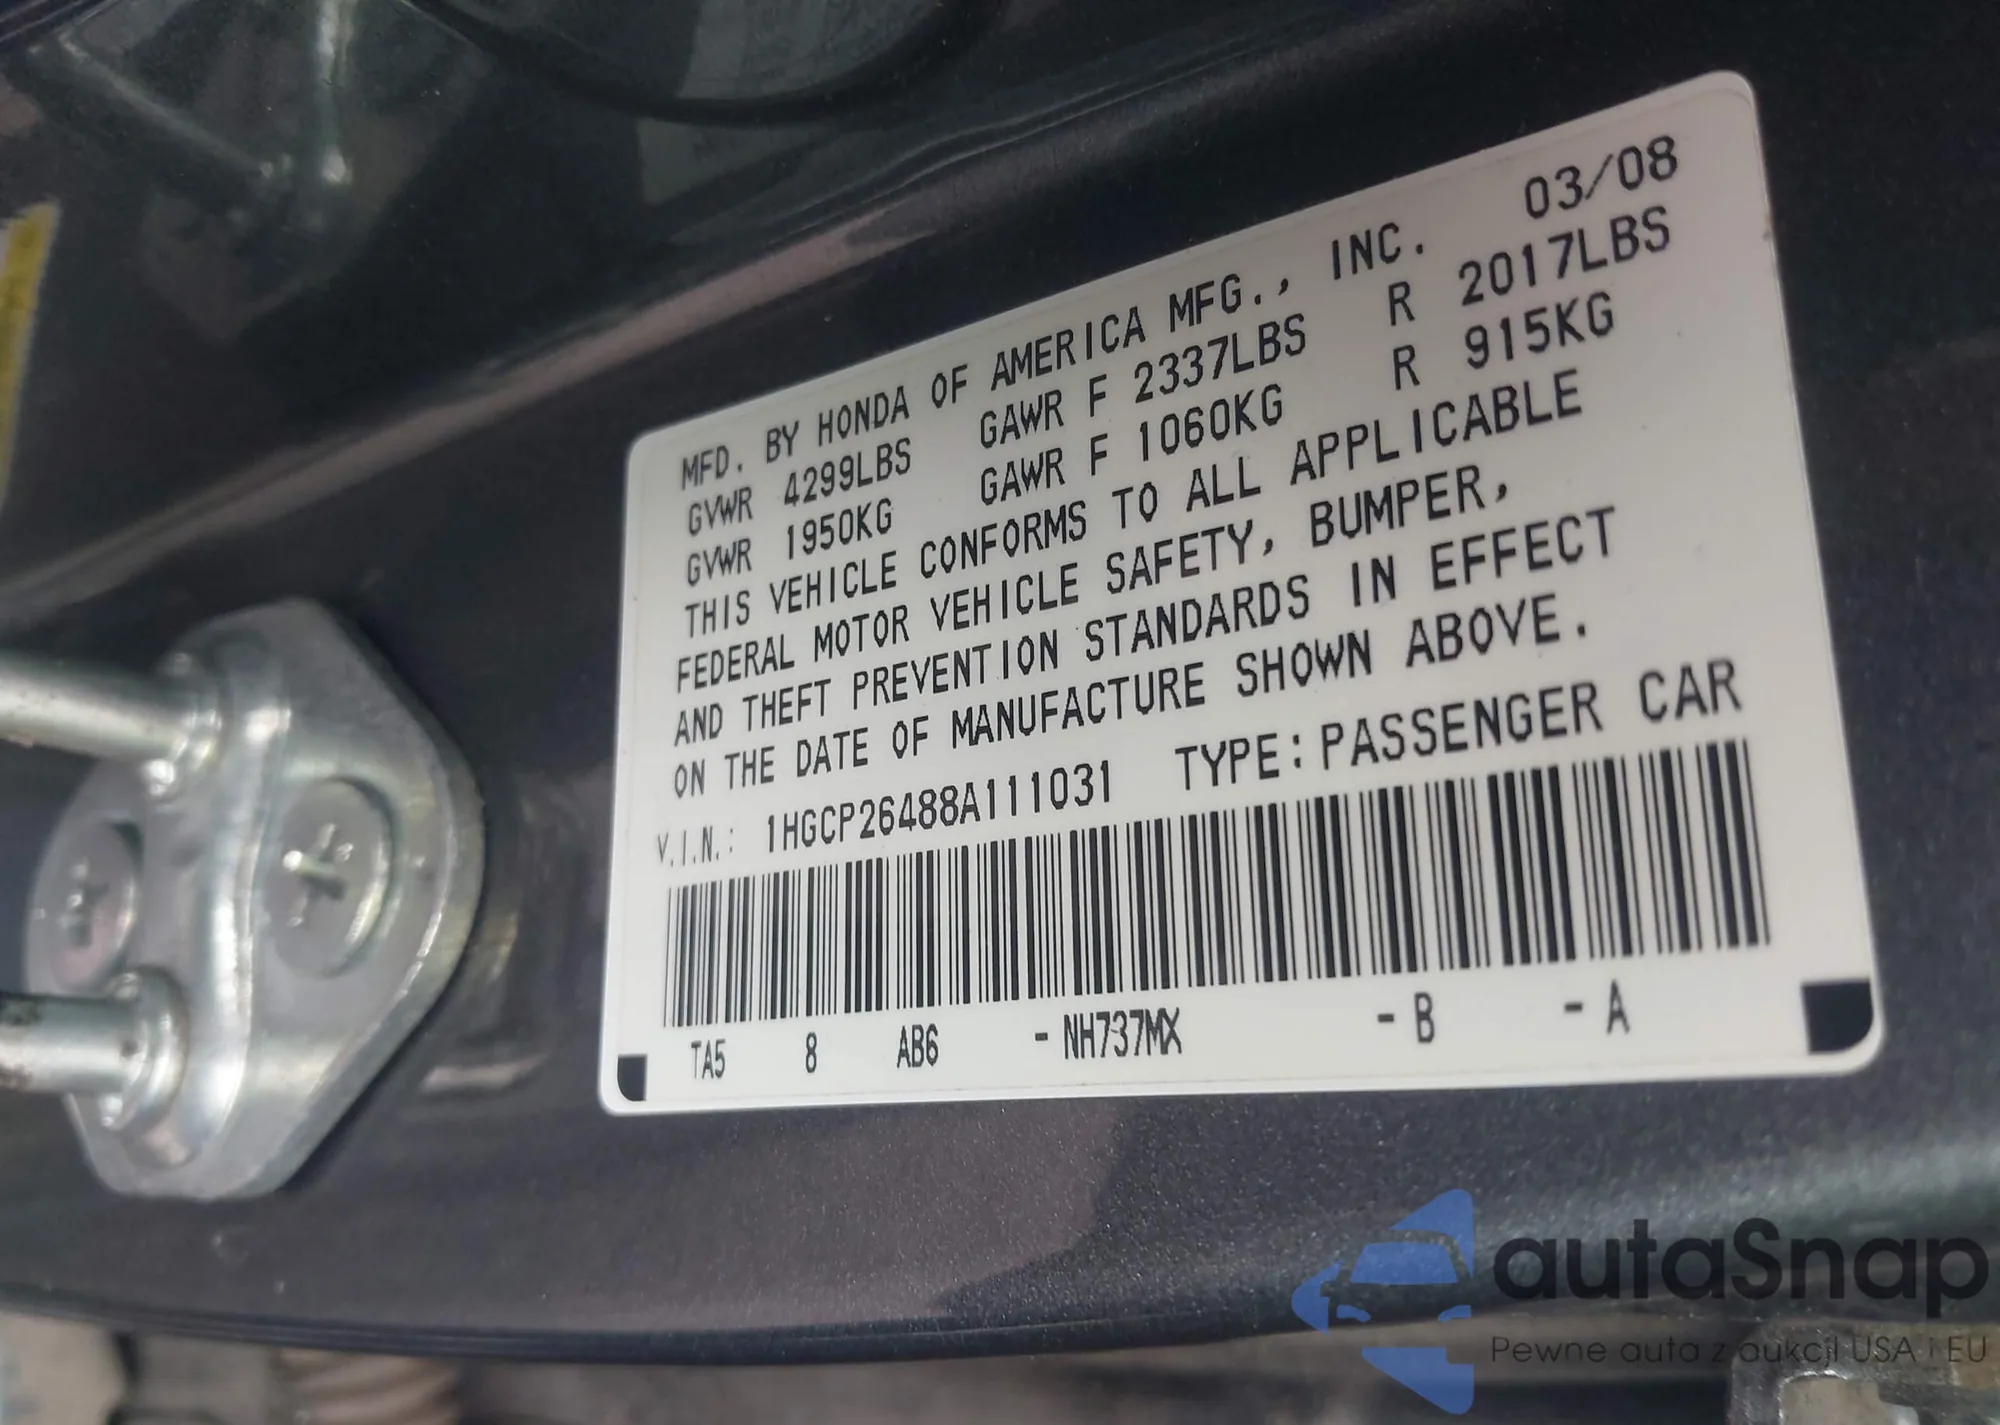 MFD. BY HONDA OF AMERICA MFG., INC. 03/08
GVWR 4299LBS GAWR F 2337LBS R 2017LBS
GVWR 1950KG GAWR F 1060KG R 915KG
THIS VEHICLE CONFORMS TO ALL APPLICABLE
FEDERAL MOTOR VEHICLE SAFETY, BUMPER,
AND THEFT PREVENTION STANDARDS IN EFFECT
ON THE DATE OF MANUFACTURE SHOWN ABOVE.
V.I.N.: 1HGCP26488A111031 TYPE: PASSENGER CAR
TA5 8 AB6 -NH737MX -B -A
autaSnap
Pewne auta z aukcji USA i EU